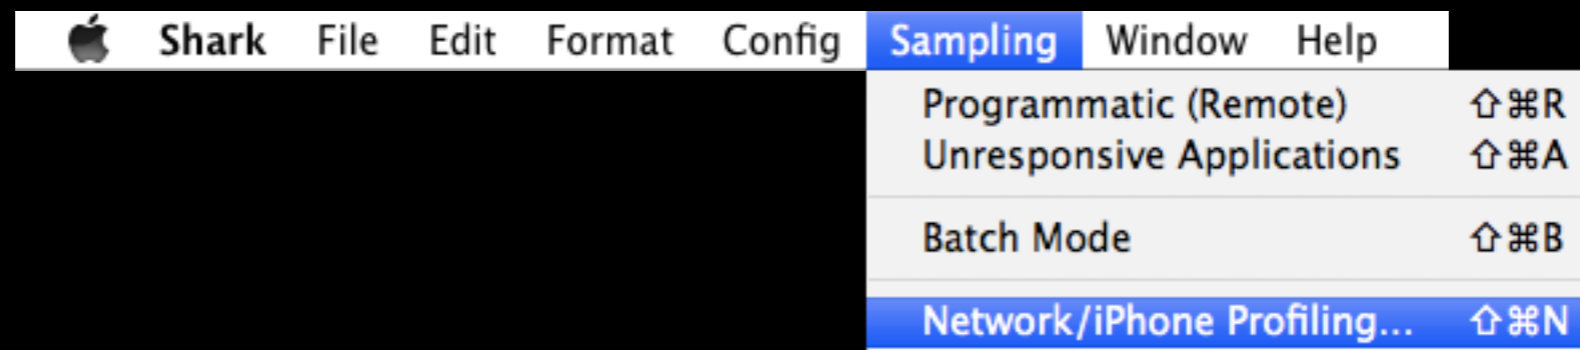 Shark File Edit Format Config Sampling Window Help
Programmatic (Remote) ⇧⌘R
Unresponsive Applications ⇧⌘A
Batch Mode ⇧⌘B
Network/iPhone Profiling... ⇧⌘N